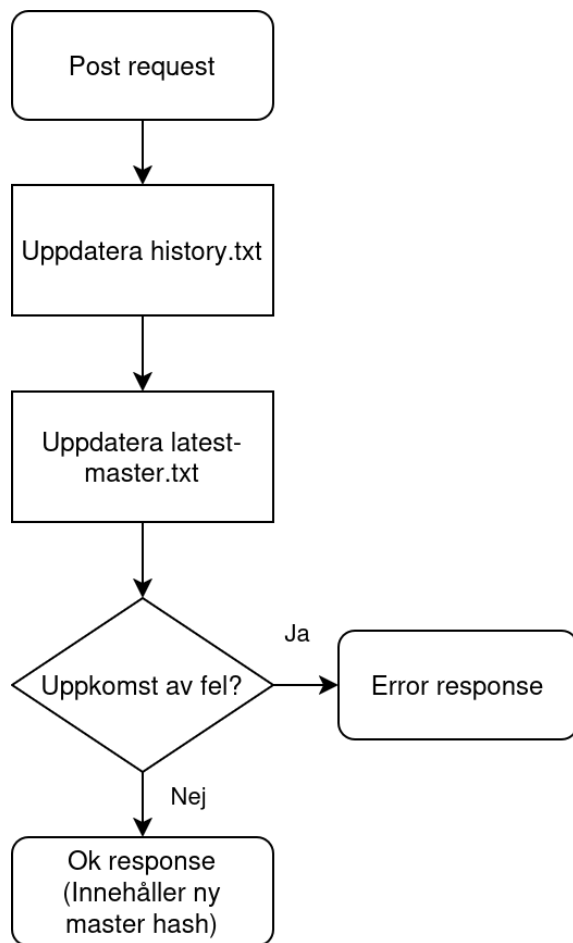 Post request
Uppdatera history.txt
Uppdatera latest-
master.txt
Uppkomst av fel?
Ja
Error response
Nej
Ok response
(Innehåller ny
master hash)